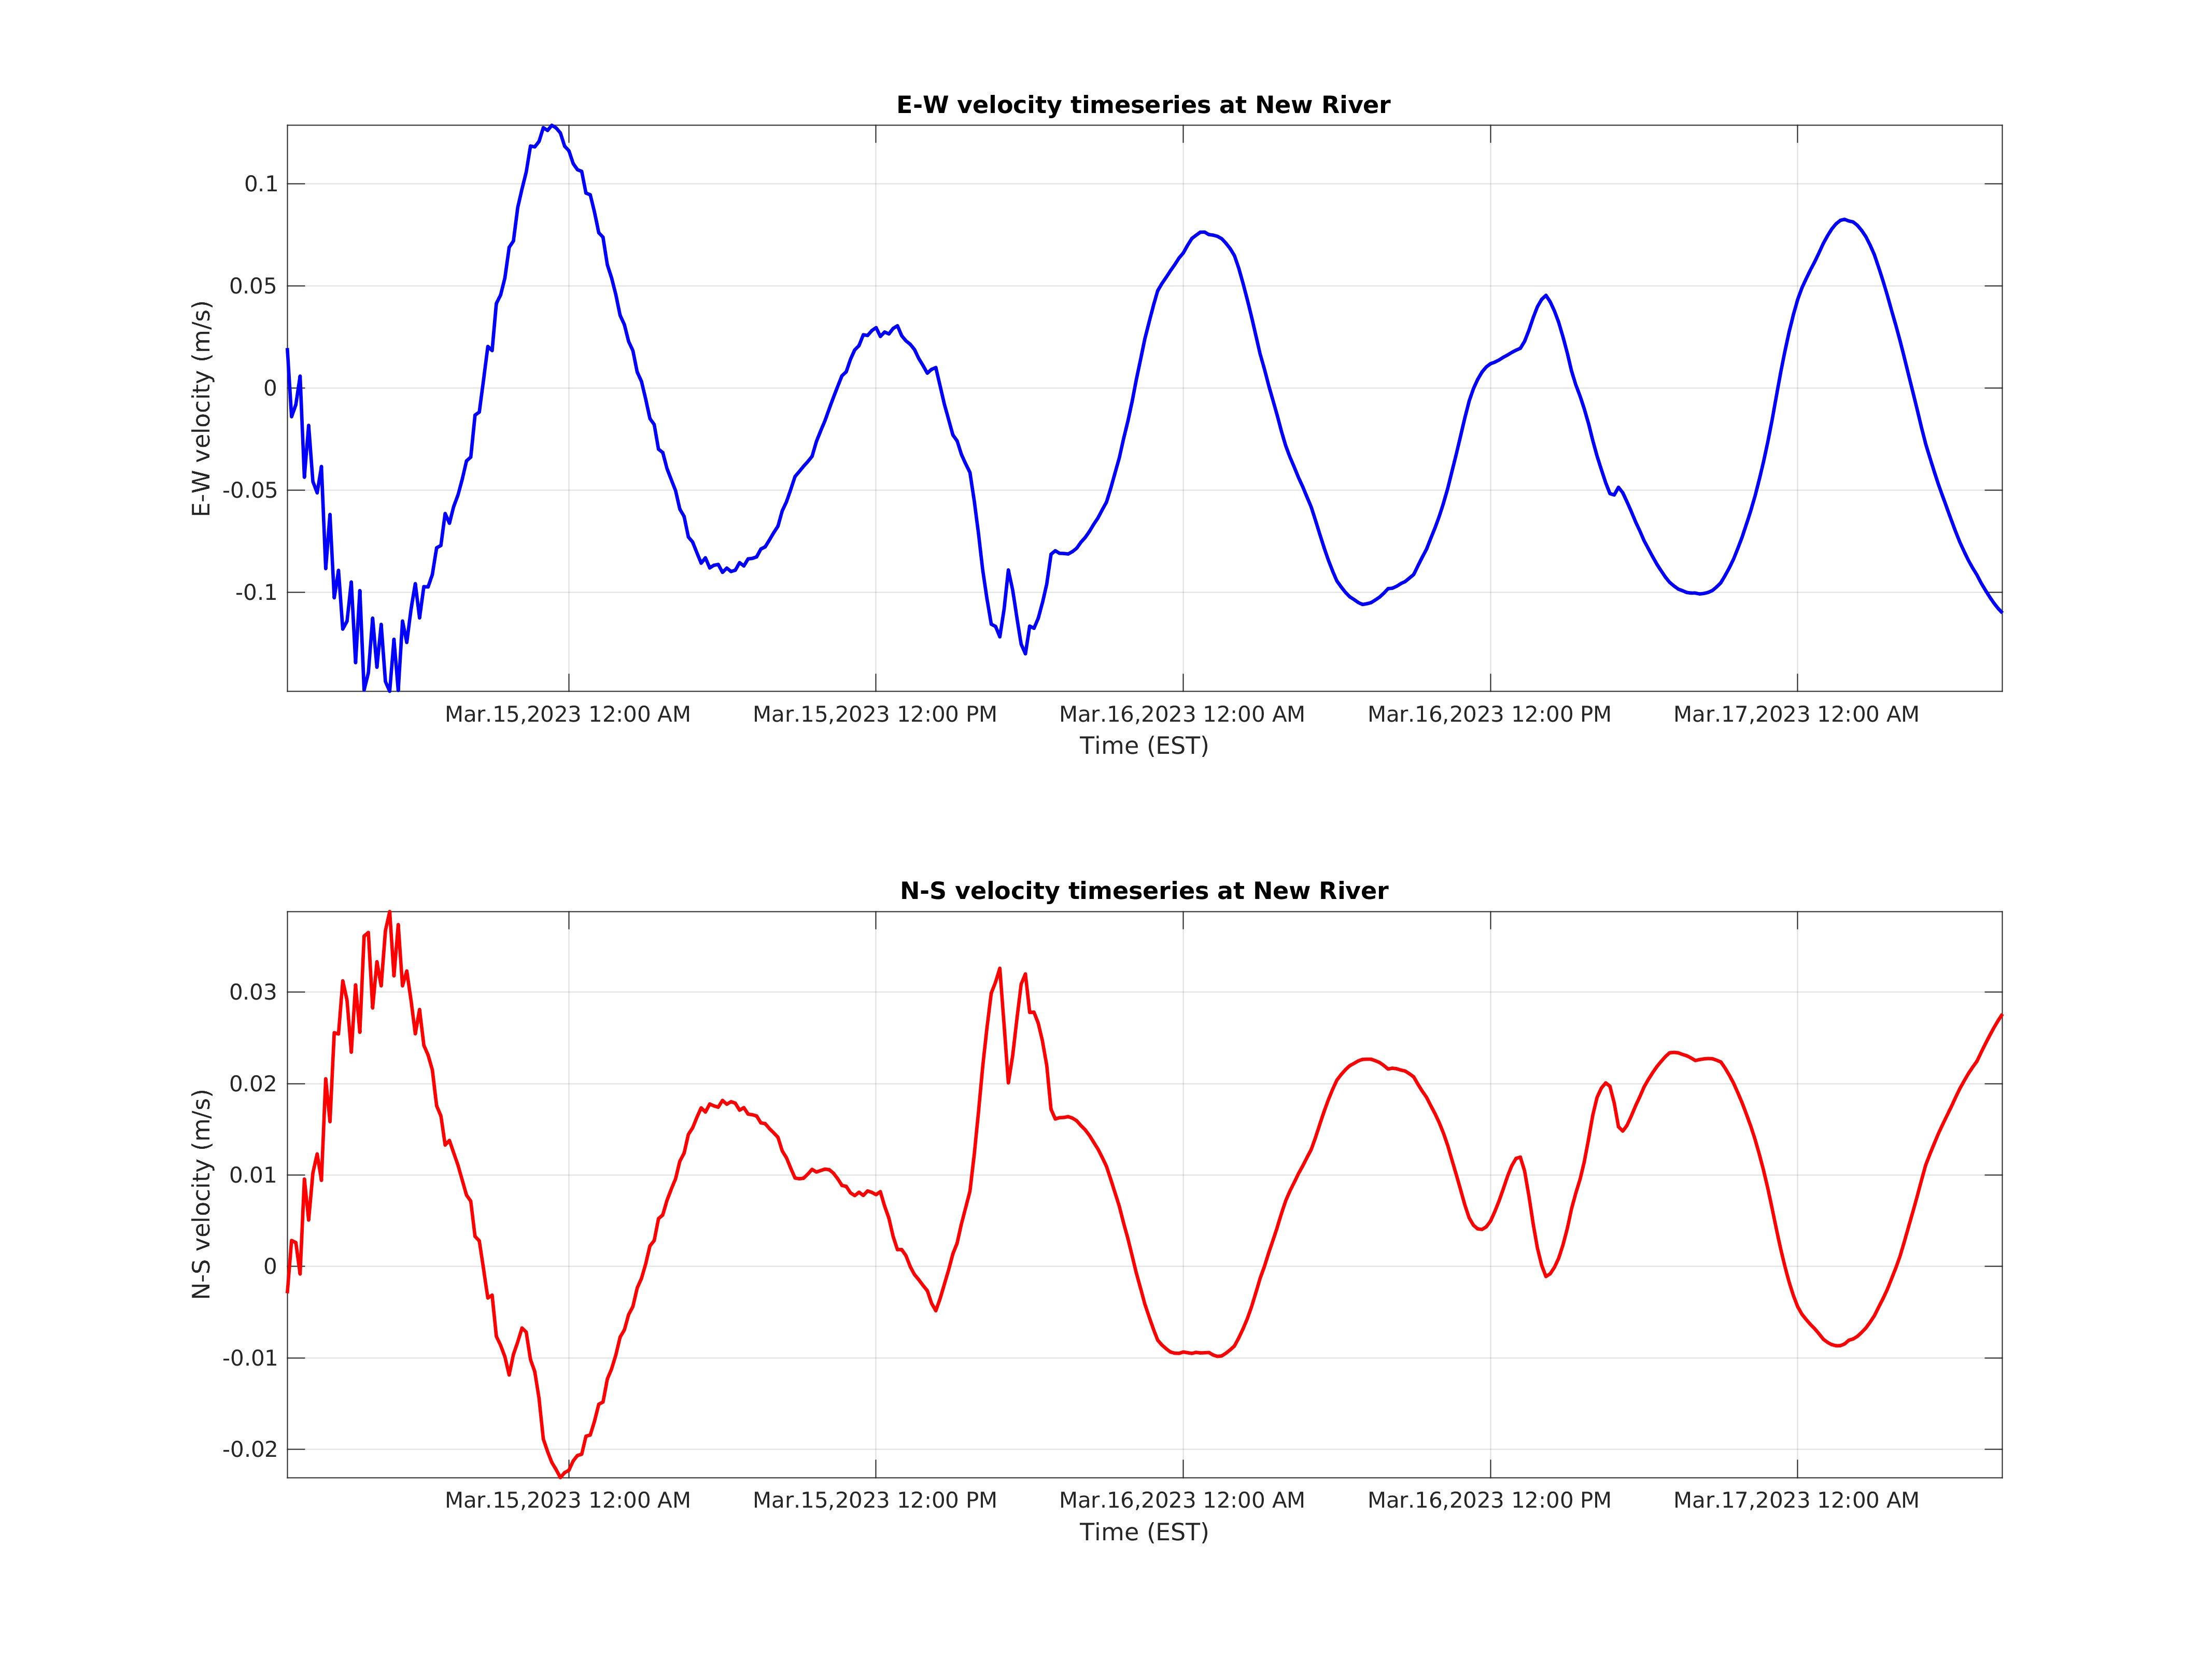 E-W velocity timeseries at New River
E-W velocity (m/s)
0.1
0.05
0
-0.05
-0.1
Mar.15,2023 12:00 AM Mar.15,2023 12:00 PM Mar.16,2023 12:00 AM Mar.16,2023 12:00 PM Mar.17,2023 12:00 AM
Time (EST)
N-S velocity timeseries at New River
N-S velocity (m/s)
0.03
0.02
0.01
0
-0.01
-0.02
Mar.15,2023 12:00 AM Mar.15,2023 12:00 PM Mar.16,2023 12:00 AM Mar.16,2023 12:00 PM Mar.17,2023 12:00 AM
Time (EST)